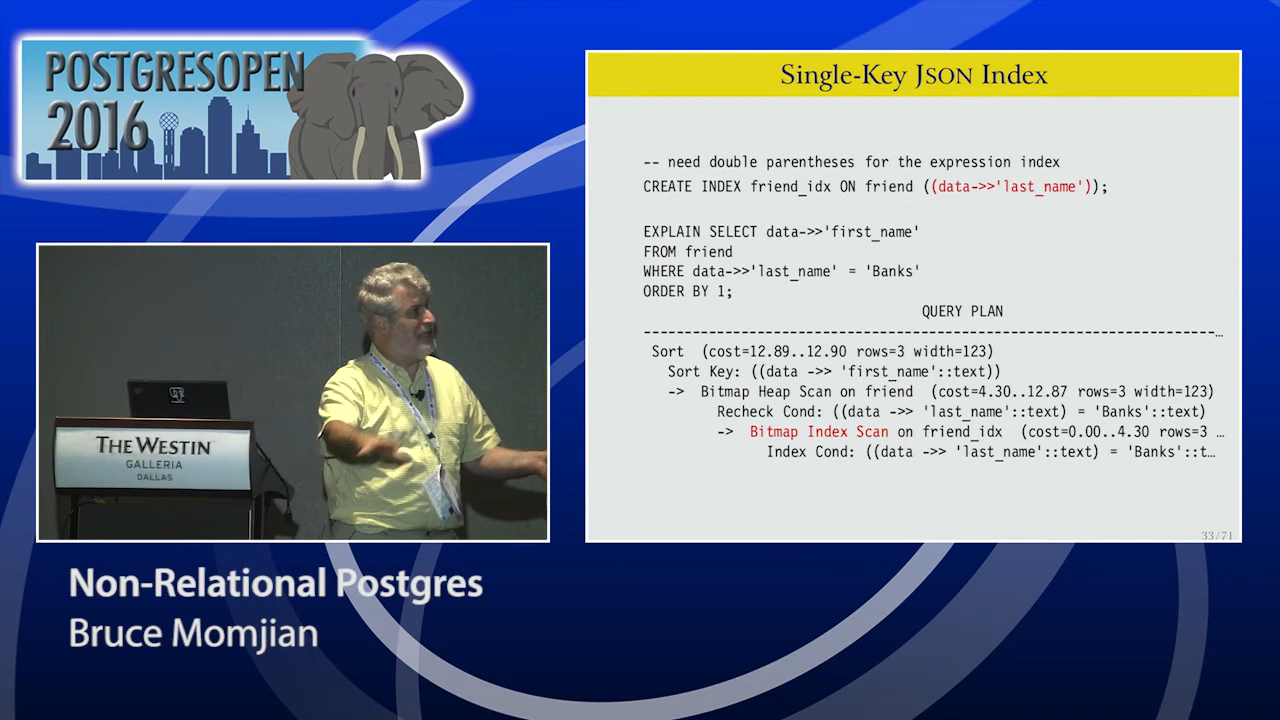 POSTGRESOPEN
2016
THE WESTIN
GALLERIA
DALLAS
Non-Relational Postgres
Bruce Momjian
Single-Key JSON Index
-- need double parentheses for the expression index
CREATE INDEX friend_idx ON friend ((data->>'last_name'));
EXPLAIN SELECT data->>'first_name'
FROM friend
WHERE data->>'last_name' = 'Banks'
ORDER BY 1;
QUERY PLAN
-----------------------------------------------------------------------…
Sort (cost=12.89..12.90 rows=3 width=123)
Sort Key: ((data ->> 'first_name'::text))
-> Bitmap Heap Scan on friend (cost=4.30..12.87 rows=3 width=123)
Recheck Cond: ((data ->> 'last_name'::text) = 'Banks'::text)
-> Bitmap Index Scan on friend_idx (cost=0.00..4.30 rows=3 …
Index Cond: ((data ->> 'last_name'::text) = 'Banks'::t…
33/71